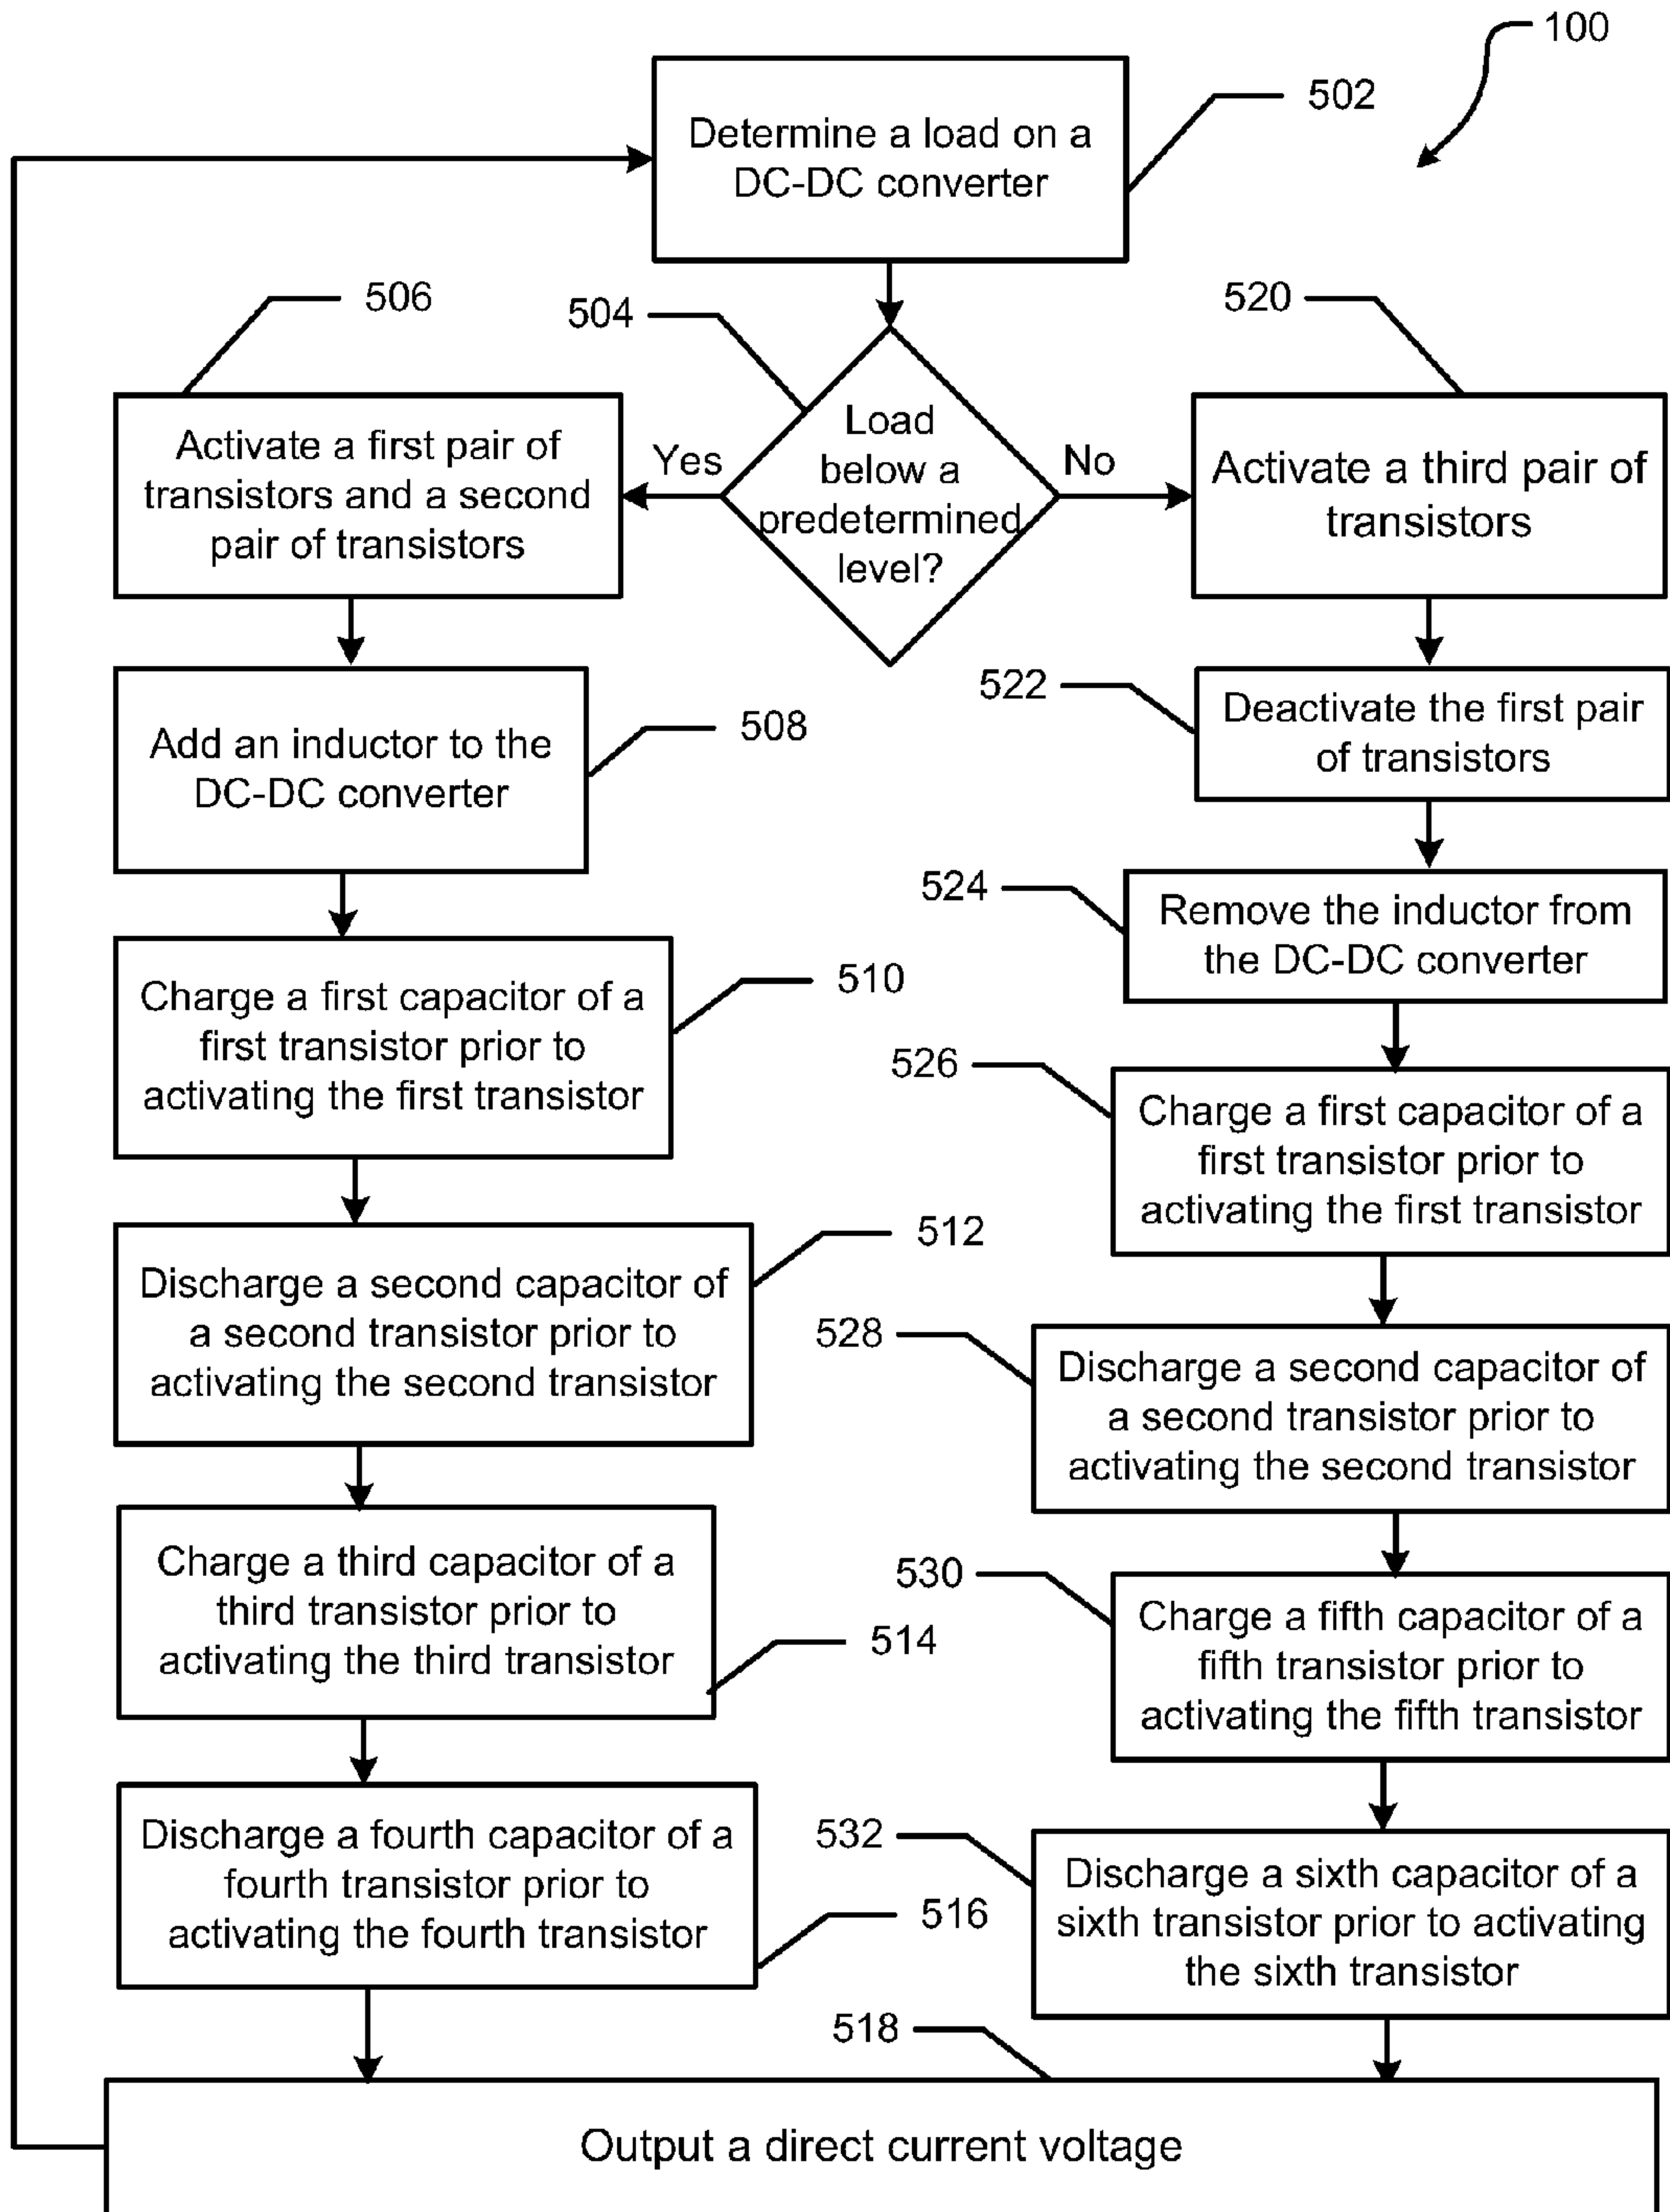 100
502
Determine a load on a
DC-DC converter
506
504
520
Activate a first pair of
transistors and a second
pair of transistors
Yes
Load
below a
predetermined
level?
No
Activate a third pair of
transistors
522
Deactivate the first pair
of transistors
Add an inductor to the
DC-DC converter
508
524
Remove the inductor from
the DC-DC converter
Charge a first capacitor of a
first transistor prior to
activating the first transistor
510
526
Charge a first capacitor of a
first transistor prior to
activating the first transistor
Discharge a second capacitor of
a second transistor prior to
activating the second transistor
512
528
Discharge a second capacitor of
a second transistor prior to
activating the second transistor
Charge a third capacitor of a
third transistor prior to
activating the third transistor
514
530
Charge a fifth capacitor of a
fifth transistor prior to
activating the fifth transistor
Discharge a fourth capacitor of a
fourth transistor prior to
activating the fourth transistor
516
532
Discharge a sixth capacitor of a
sixth transistor prior to activating
the sixth transistor
518
Output a direct current voltage